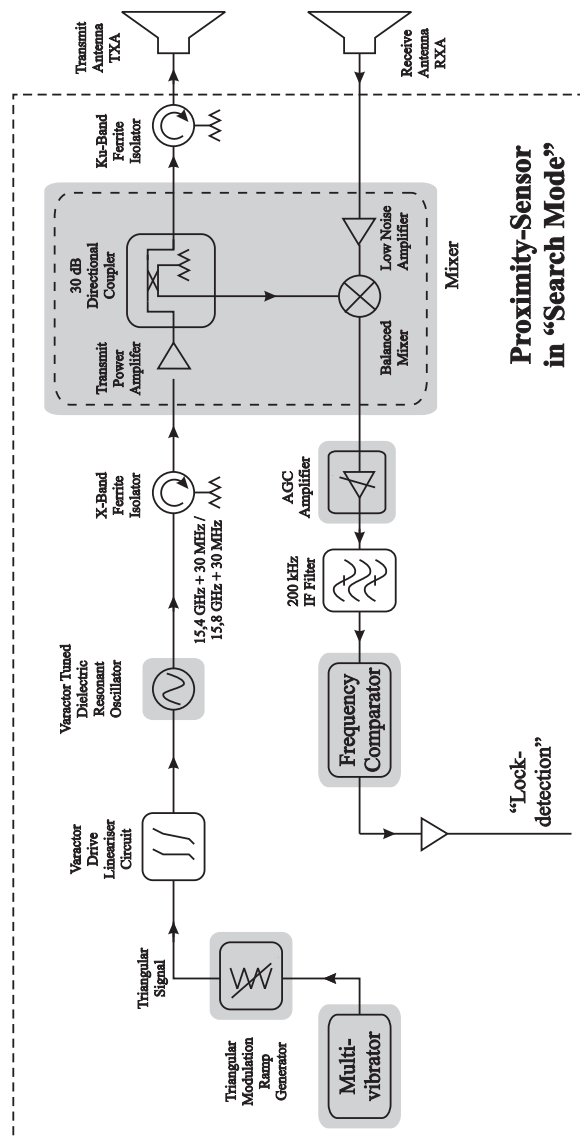 Transmit
Antenna
TXA
Receive
Antenna
RXA
Ku-Band
Ferrite
Isolator
30 dB
Directional
Coupler
Transmit
Power
Amplifer
Low Noise
Amplifier
Balanced
Mixer
Mixer
Proximity-Sensor
in “Search Mode”
X-Band
Ferrite
Isolator
15,4 GHz + 30 MHz /
15,8 GHz + 30 MHz
AGC
Amplifier
200 kHz
IF Filter
Varactor Tuned
Dielectric
Resonant
Oscillator
Frequency
Comparator
“Lock-
detection”
Varactor
Drive
Lineariser
Circuit
Triangular
Signal
Triangular
Modulation
Ramp
Generator
Multi-
vibrator